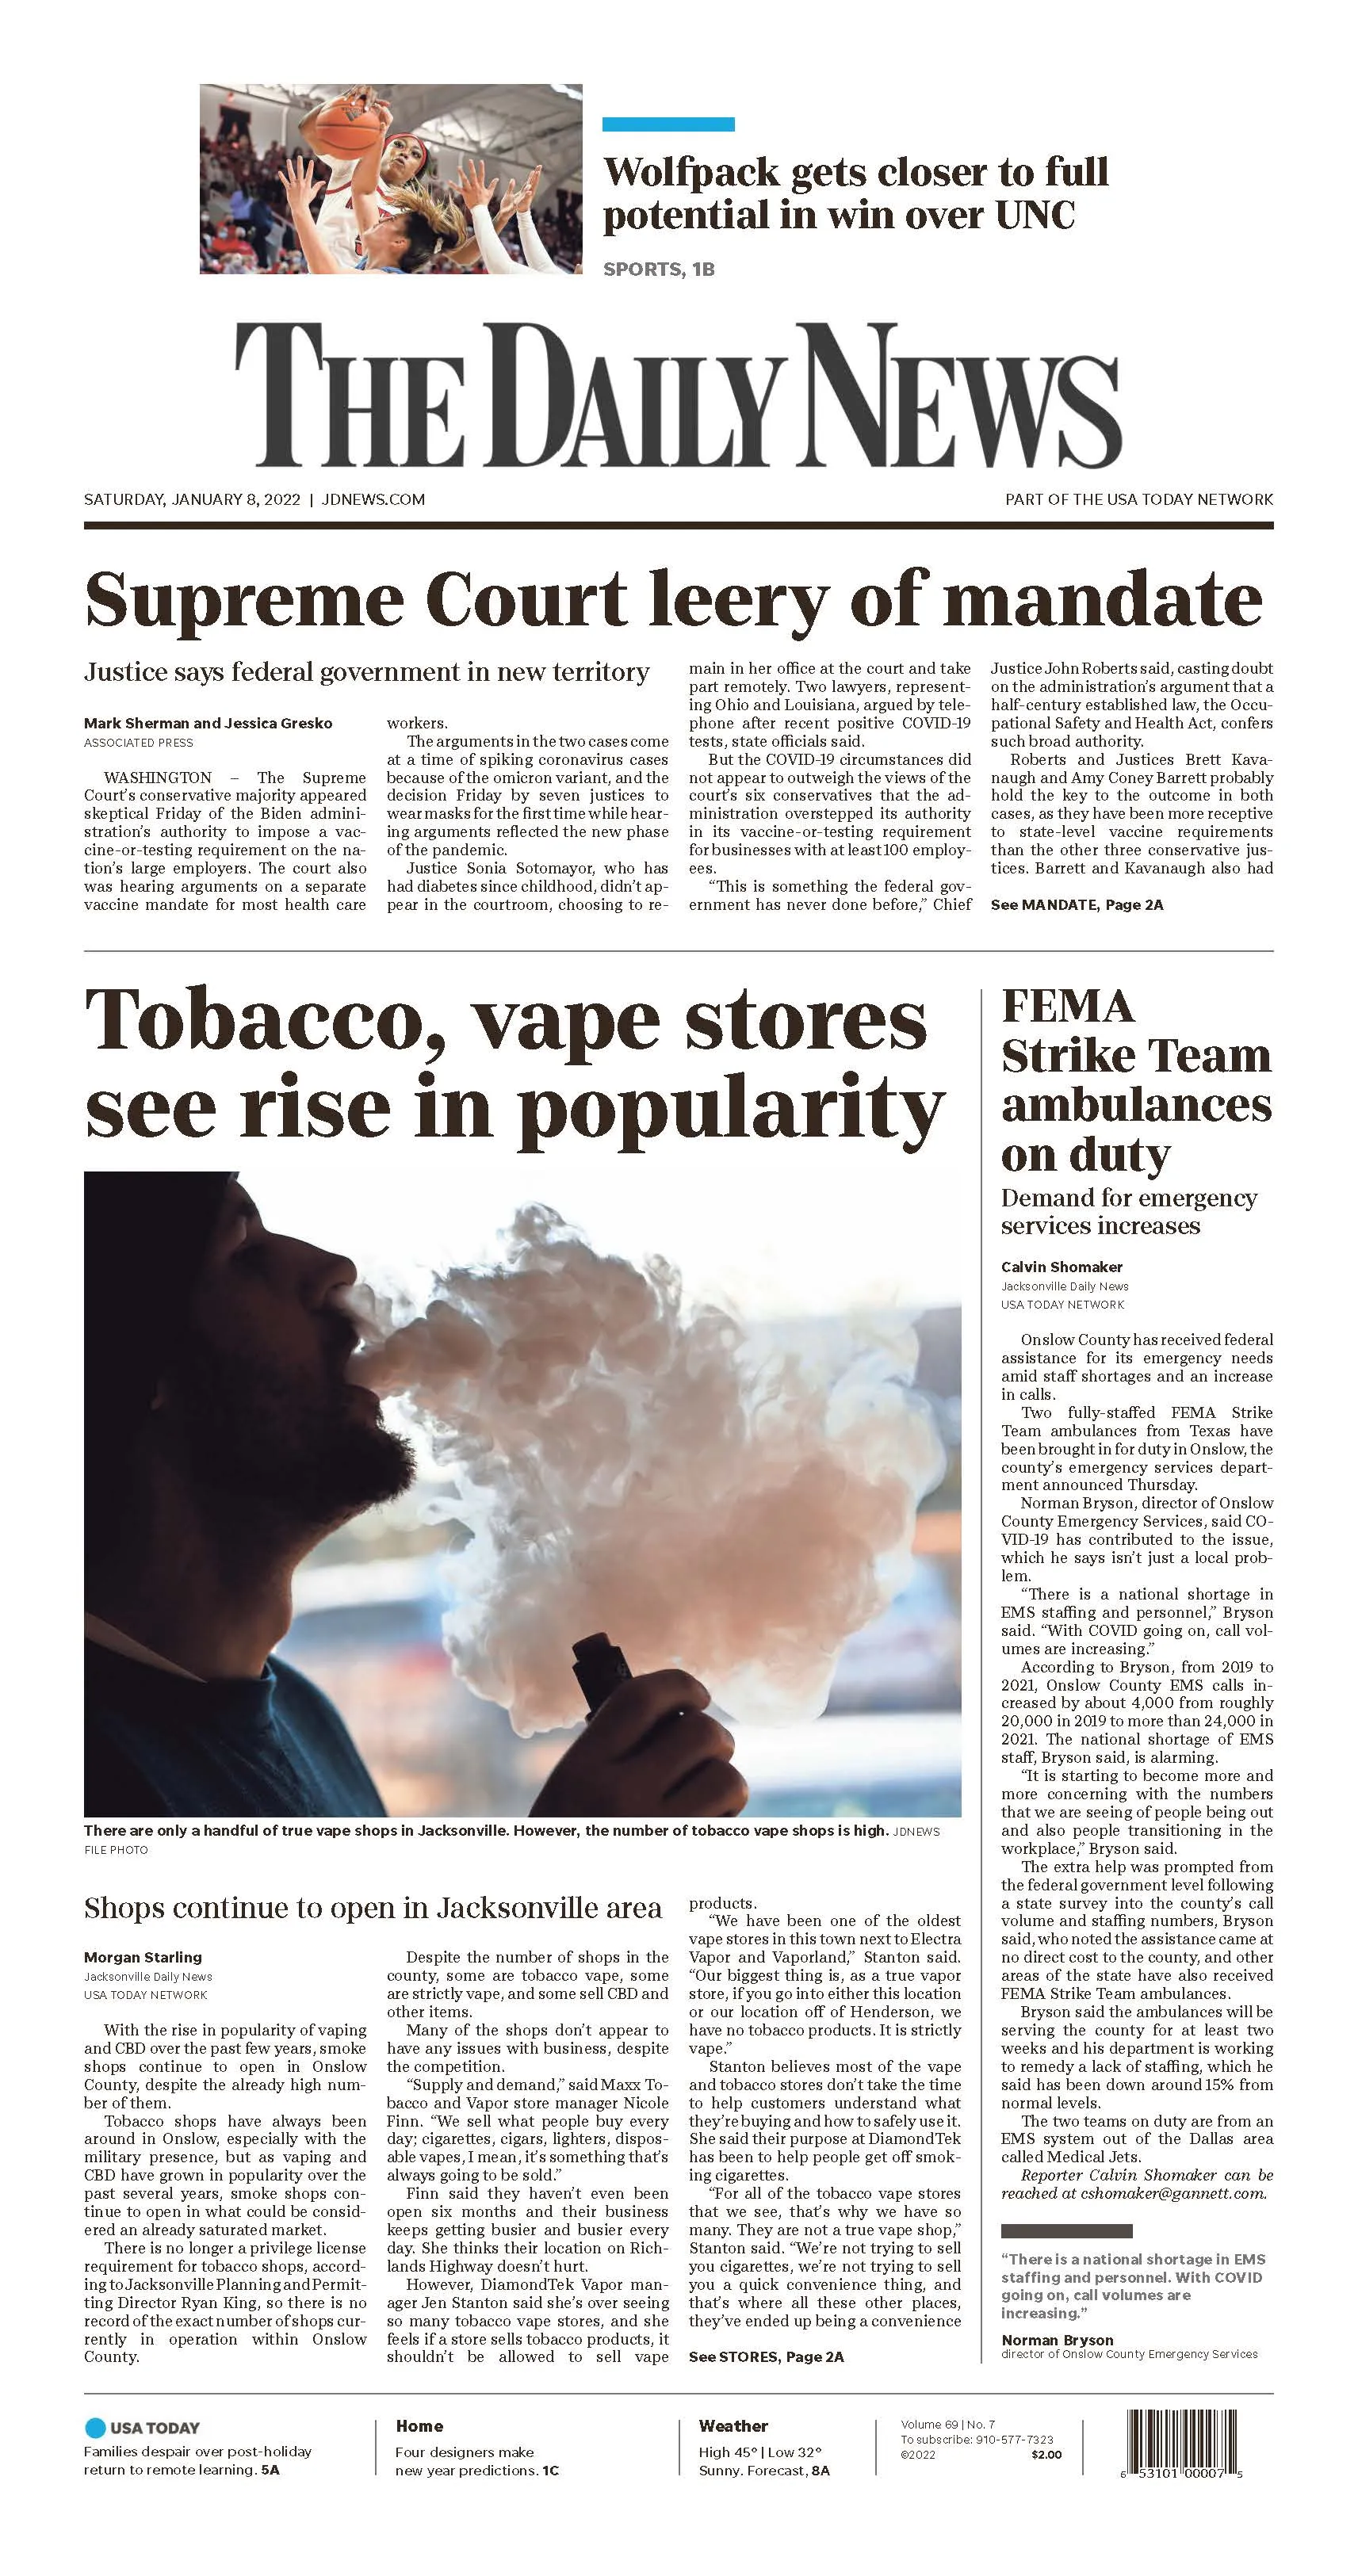 Wolfpack gets closer to full
potential in win over UNC
SPORTS, 1B
THE DAILY NEWS
SATURDAY, JANUARY 8, 2022 | JDNEWS.COM
PART OF THE USA TODAY NETWORK
Supreme Court leery of mandate
Justice says federal government in new territory
Mark Sherman and Jessica Gresko
ASSOCIATED PRESS
WASHINGTON – The Supreme
Court's conservative majority appeared
skeptical Friday of the Biden admini-
stration's authority to impose a vac-
cine-or-testing requirement on the na-
tion's large employers. The court also
was hearing arguments on a separate
vaccine mandate for most health care
workers.
The arguments in the two cases come
at a time of spiking coronavirus cases
because of the omicron variant, and the
decision Friday by seven justices to
wear masks for the first time while hear-
ing arguments reflected the new phase
of the pandemic.
Justice Sonia Sotomayor, who has
had diabetes since childhood, didn't ap-
pear in the courtroom, choosing to re-
main in her office at the court and take
part remotely. Two lawyers, represent-
ing Ohio and Louisiana, argued by tele-
phone after recent positive COVID-19
tests, state officials said.
But the COVID-19 circumstances did
not appear to outweigh the views of the
court's six conservatives that the ad-
ministration overstepped its authority
in its vaccine-or-testing requirement
for businesses with at least 100 employ-
ees.
“This is something the federal gov-
ernment has never done before,” Chief
Justice John Roberts said, casting doubt
on the administration's argument that a
half-century established law, the Occu-
pational Safety and Health Act, confers
such broad authority.
Roberts and Justices Brett Kava-
naugh and Amy Coney Barrett probably
hold the key to the outcome in both
cases, as they have been more receptive
to state-level vaccine requirements
than the other three conservative jus-
tices. Barrett and Kavanaugh also had
See MANDATE, Page 2A
Tobacco, vape stores
see rise in popularity
There are only a handful of true vape shops in Jacksonville. However, the number of tobacco vape shops is high. JDNEWS
FILE PHOTO
Shops continue to open in Jacksonville area
Morgan Starling
Jacksonville Daily News
USA TODAY NETWORK
With the rise in popularity of vaping
and CBD over the past few years, smoke
shops continue to open in Onslow
County, despite the already high num-
ber of them.
Tobacco shops have always been
around in Onslow, especially with the
military presence, but as vaping and
CBD have grown in popularity over the
past several years, smoke shops con-
tinue to open in what could be consid-
ered an already saturated market.
There is no longer a privilege license
requirement for tobacco shops, accord-
ing to Jacksonville Planning and Permit-
ting Director Ryan King, so there is no
record of the exact number of shops cur-
rently in operation within Onslow
County.
Despite the number of shops in the
county, some are tobacco vape, some
are strictly vape, and some sell CBD and
other items.
Many of the shops don't appear to
have any issues with business, despite
the competition.
“Supply and demand,” said Maxx To-
bacco and Vapor store manager Nicole
Finn. “We sell what people buy every
day; cigarettes, cigars, lighters, dispos-
able vapes, I mean, it's something that's
always going to be sold.”
Finn said they haven't even been
open six months and their business
keeps getting busier and busier every
day. She thinks their location on Rich-
lands Highway doesn't hurt.
However, DiamondTek Vapor man-
ager Jen Stanton said she's over seeing
so many tobacco vape stores, and she
feels if a store sells tobacco products, it
shouldn't be allowed to sell vape
products.
“We have been one of the oldest
vape stores in this town next to Electra
Vapor and Vaporland,” Stanton said.
“Our biggest thing is, as a true vapor
store, if you go into either this location
or our location off of Henderson, we
have no tobacco products. It is strictly
vape.”
Stanton believes most of the vape
and tobacco stores don't take the time
to help customers understand what
they're buying and how to safely use it.
She said their purpose at DiamondTek
has been to help people get off smok-
ing cigarettes.
“For all of the tobacco vape stores
that we see, that's why we have so
many. They are not a true vape shop,”
Stanton said. “We're not trying to sell
you cigarettes, we're not trying to sell
you a quick convenience thing, and
that's where all these other places,
they've ended up being a convenience
See STORES, Page 2A
FEMA
Strike Team
ambulances
on duty
Demand for emergency
services increases
Calvin Shomaker
Jacksonville Daily News
USA TODAY NETWORK
Onslow County has received federal
assistance for its emergency needs
amid staff shortages and an increase
in calls.
Two fully-staffed FEMA Strike
Team ambulances from Texas have
been brought in for duty in Onslow, the
county's emergency services depart-
ment announced Thursday.
Norman Bryson, director of Onslow
County Emergency Services, said CO-
VID-19 has contributed to the issue,
which he says isn't just a local prob-
lem.
“There is a national shortage in
EMS staffing and personnel,” Bryson
said. “With COVID going on, call vol-
umes are increasing.”
According to Bryson, from 2019 to
2021, Onslow County EMS calls in-
creased by about 4,000 from roughly
20,000 in 2019 to more than 24,000 in
2021. The national shortage of EMS
staff, Bryson said, is alarming.
“It is starting to become more and
more concerning with the numbers
that we are seeing of people being out
and also people transitioning in the
workplace,” Bryson said.
The extra help was prompted from
the federal government level following
a state survey into the county's call
volume and staffing numbers, Bryson
said, who noted the assistance came at
no direct cost to the county, and other
areas of the state have also received
FEMA Strike Team ambulances.
Bryson said the ambulances will be
serving the county for at least two
weeks and his department is working
to remedy a lack of staffing, which he
said has been down around 15% from
normal levels.
The two teams on duty are from an
EMS system out of the Dallas area
called Medical Jets.
Reporter Calvin Shomaker can be
reached at cshomaker@gannett.com.
“There is a national shortage in EMS
staffing and personnel. With COVID
going on, call volumes are
increasing.”
Norman Bryson
director of Onslow County Emergency Services
USA TODAY
Families despair over post-holiday
return to remote learning. 5A
Home
Four designers make
new year predictions. 1C
Weather
High 45° | Low 32°
Sunny. Forecast, 8A
Volume 69 | No. 7
To subscribe: 910-577-7323
©2022 $2.00
6 53101 00007 5